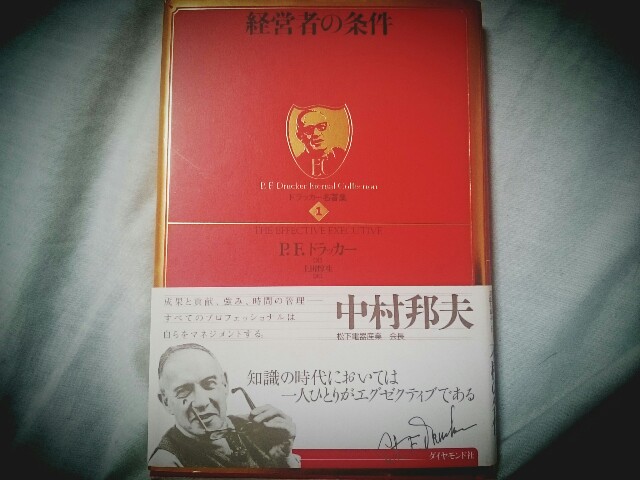 経営者の条件
EC
P. F. Drucker Eternal Collection
ドラッカー名著集
1
THE EFFECTIVE EXECUTIVE
P.F.ドラッカー
上田惇生
成果と貢献、強み、時間の管理——
すべてのプロフェッショナルは
自らをマネジメントする。
中村邦夫
松下電器産業 会長
知識の時代においては
一人ひとりがエグゼクティブである
ダイヤモンド社